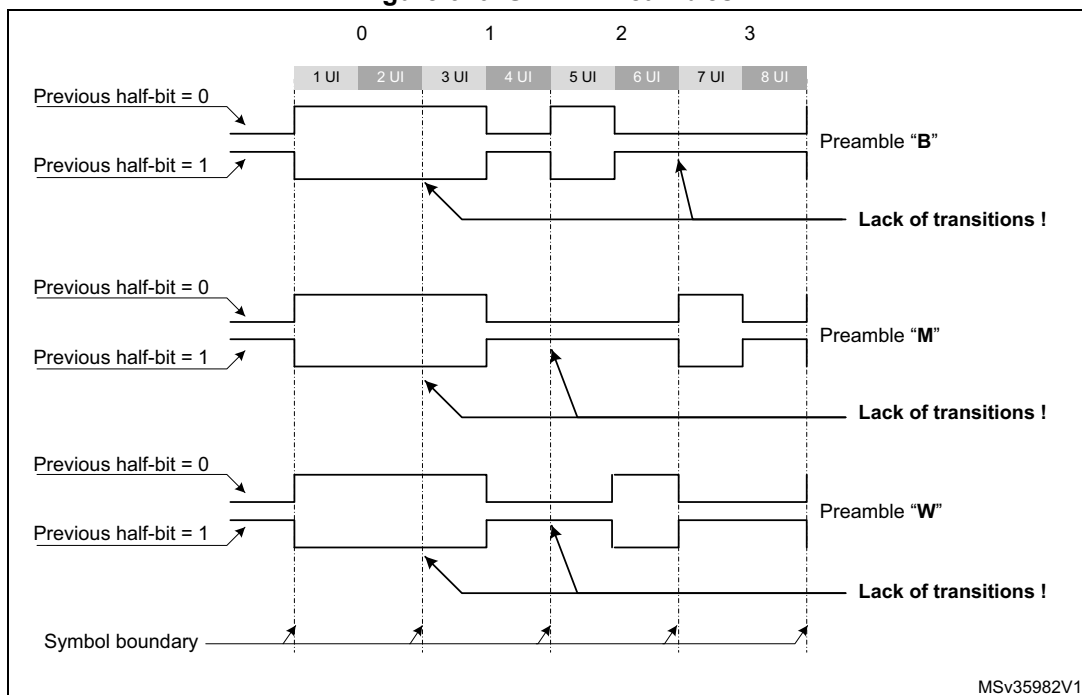 0 1 2 3
1 UI 2 UI 3 UI 4 UI 5 UI 6 UI 7 UI 8 UI
Previous half-bit = 0
Preamble “B”
Previous half-bit = 1
Lack of transitions !
Previous half-bit = 0
Preamble “M”
Previous half-bit = 1
Lack of transitions !
Previous half-bit = 0
Preamble “W”
Previous half-bit = 1
Lack of transitions !
Symbol boundary
MSv35982V1